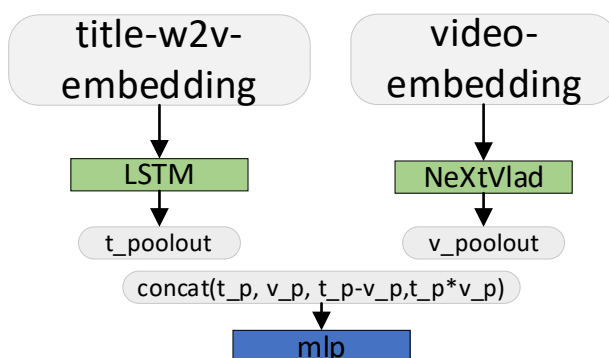 title-w2v-
embedding
video-
embedding
LSTM
NeXtVlad
t_poolout
v_poolout
concat(t_p, v_p, t_p-v_p,t_p*v_p)
mlp